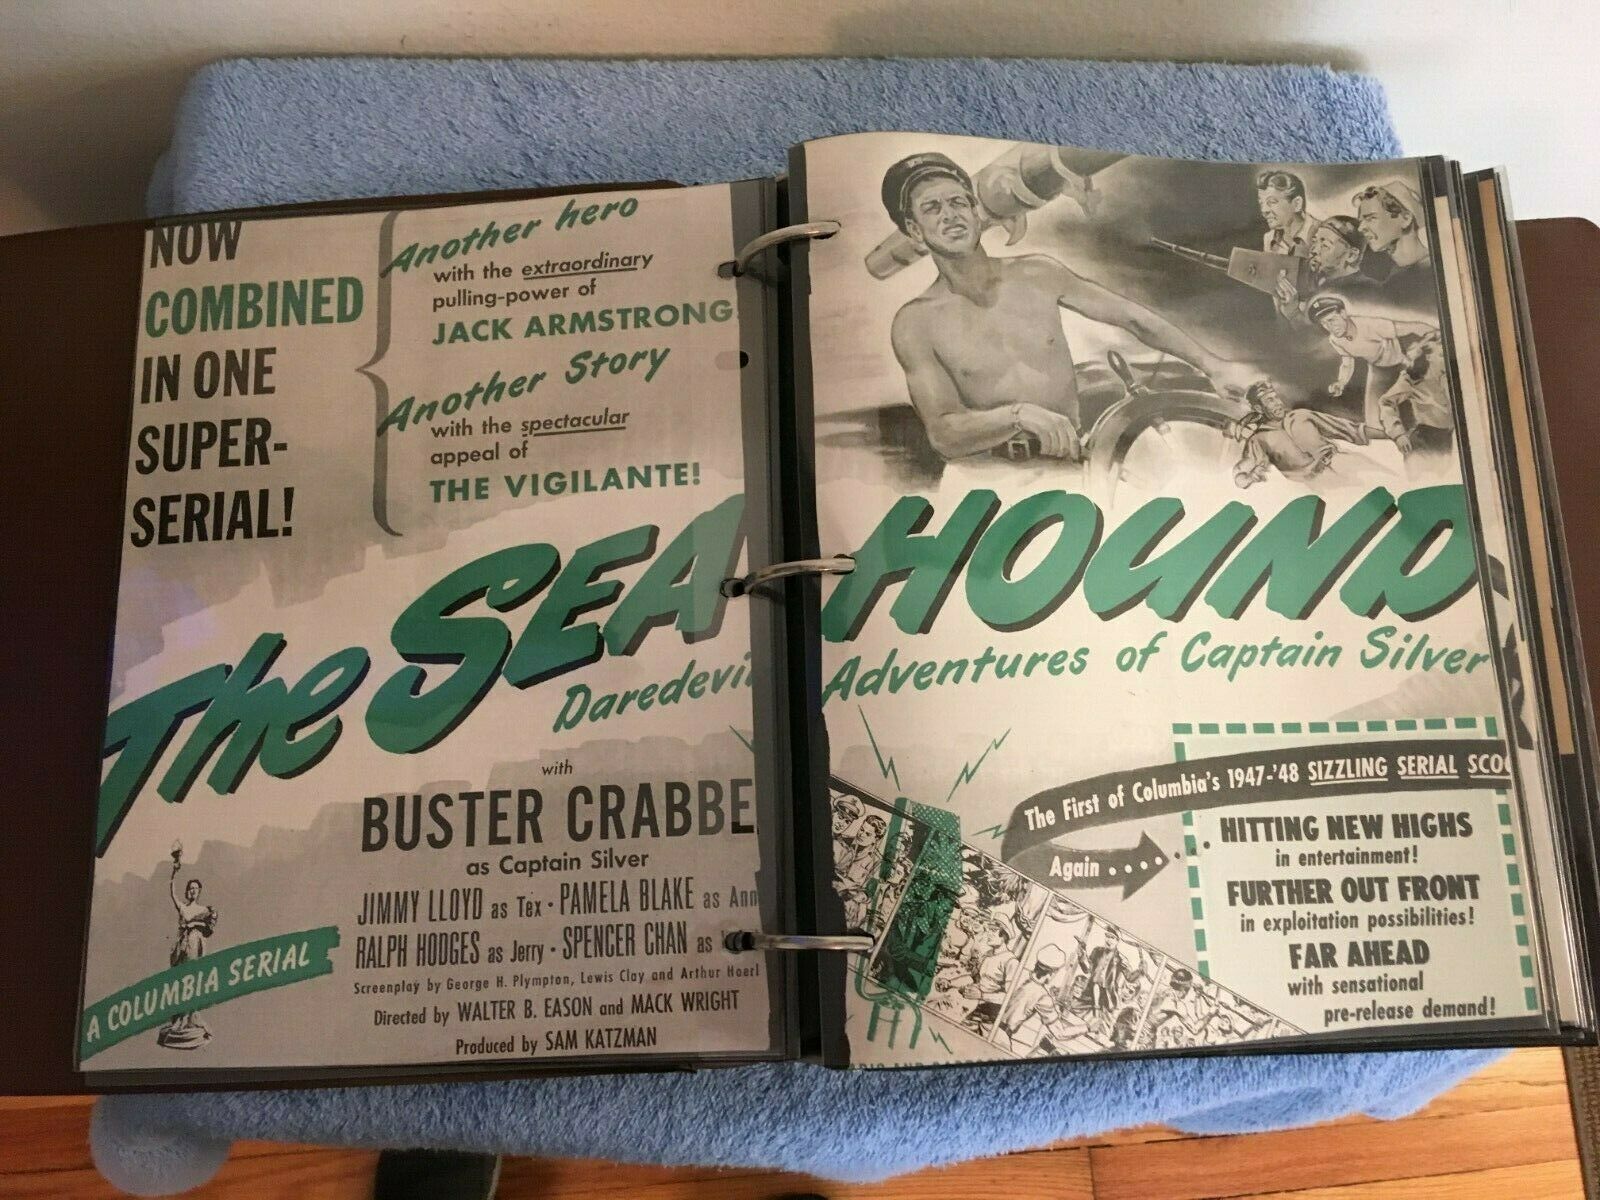 NOW
COMBINED
IN ONE
SUPER-
SERIAL!
Another hero
with the extraordinary
pulling-power of
JACK ARMSTRONG
Another Story
with the spectacular
appeal of
THE VIGILANTE!
The SEA HOUND
Daredevil Adventures of Captain Silver
with
BUSTER CRABBE
as Captain Silver
JIMMY LLOYD as Tex • PAMELA BLAKE as Ann
RALPH HODGES as Jerry • SPENCER CHAN as
Screenplay by George H. Plympton, Lewis Clay and Arthur Hoerl
Directed by WALTER B. EASON and MACK WRIGHT
Produced by SAM KATZMAN
A COLUMBIA SERIAL
The First of Columbia's 1947-'48 SIZZLING SERIAL SCOO
Again . . . .
HITTING NEW HIGHS
in entertainment!
FURTHER OUT FRONT
in exploitation possibilities!
FAR AHEAD
with sensational
pre-release demand!